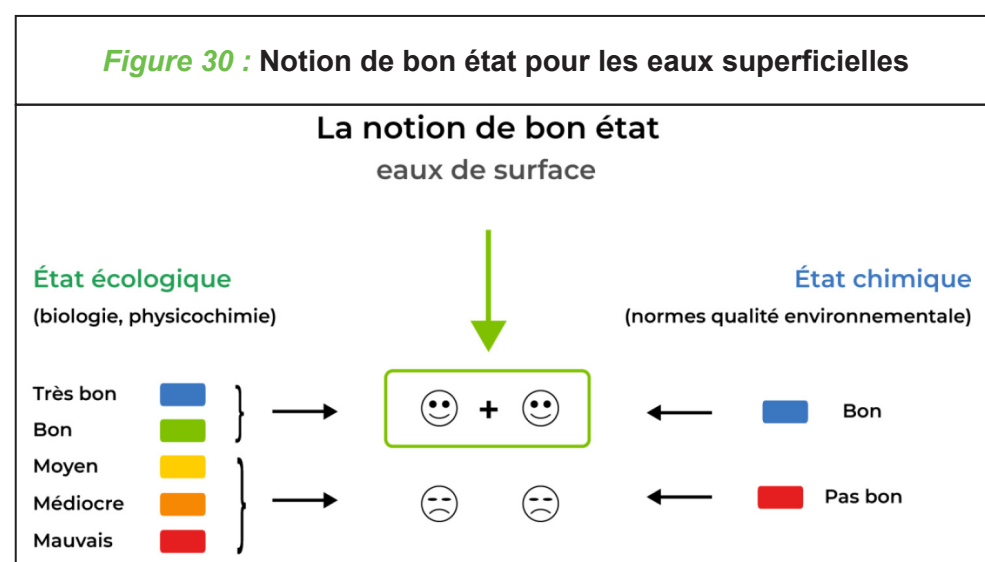 Figure 30 : Notion de bon état pour les eaux superficielles
La notion de bon état
eaux de surface
État écologique
(biologie, physicochimie)
État chimique
(normes qualité environnementale)
Très bon
Bon
Moyen
Médiocre
Mauvais
+
Bon
Pas bon